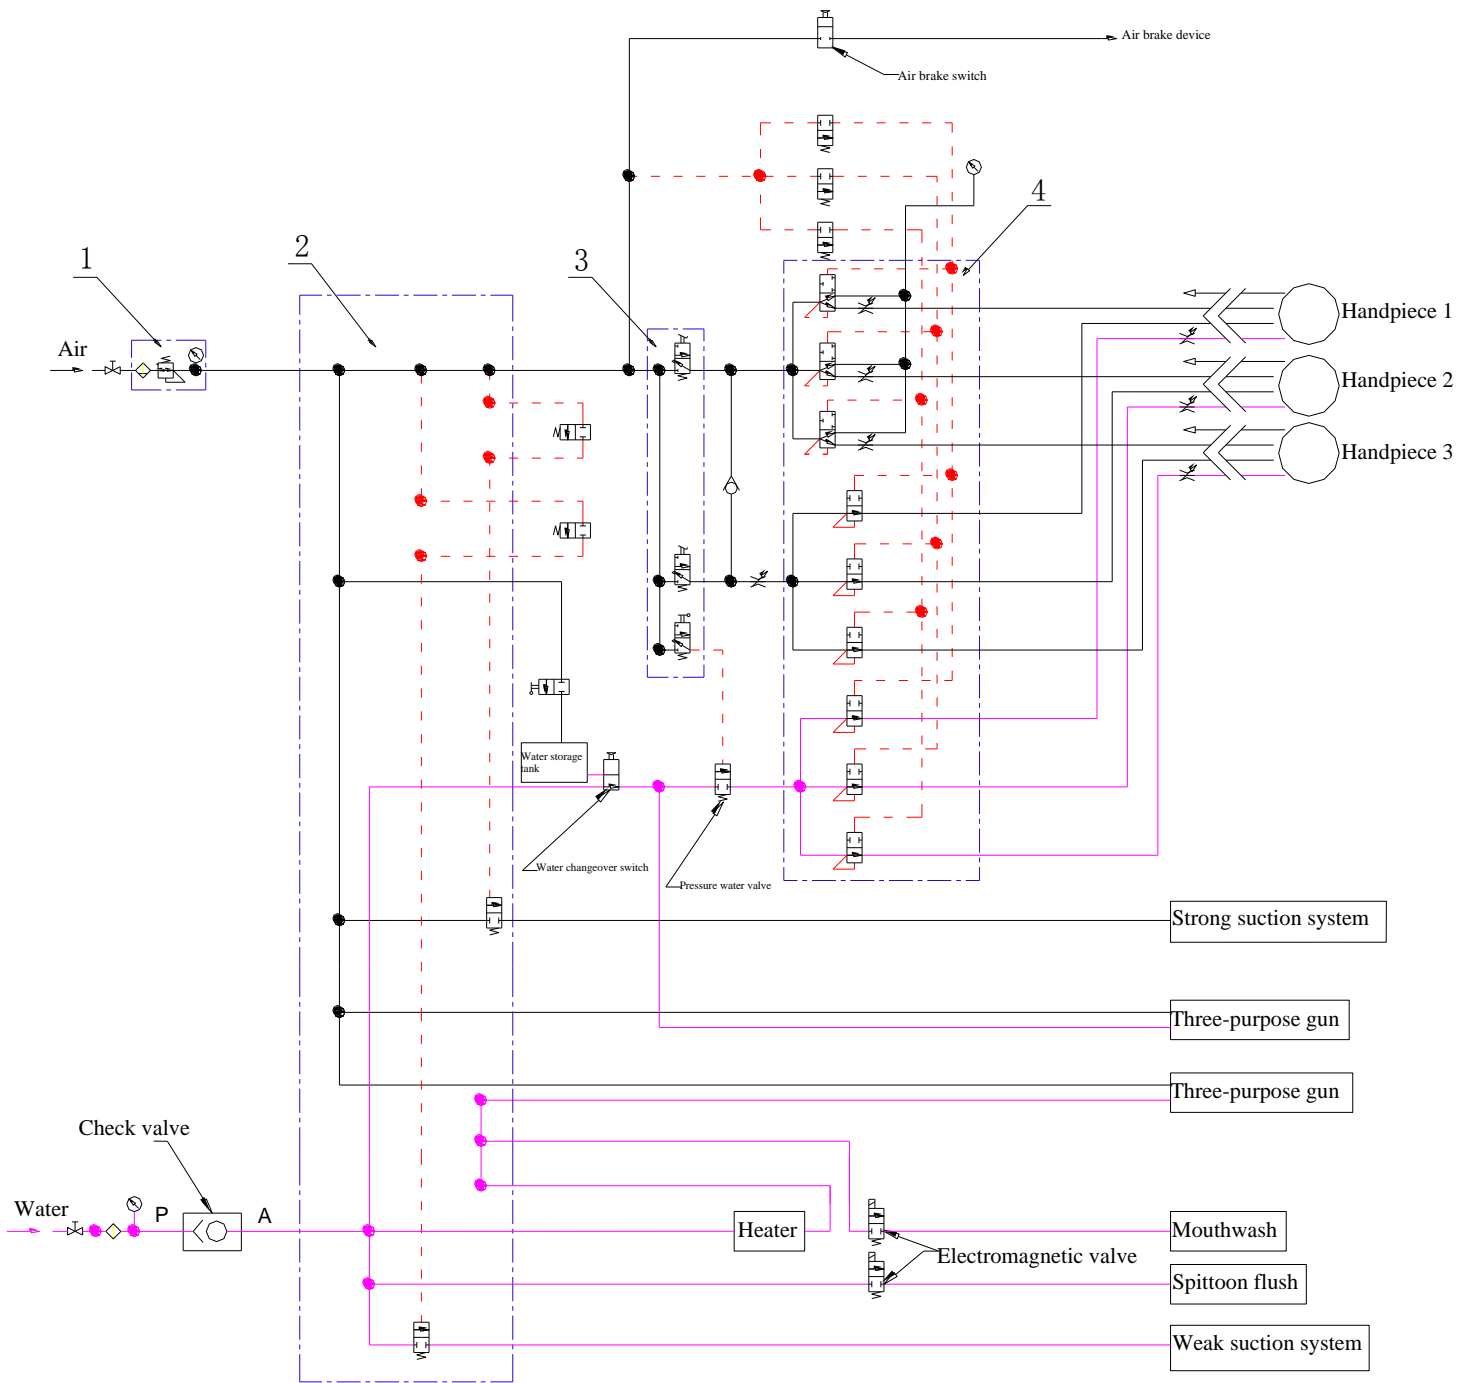 Air brake device
Air brake switch
4
1
2
3
Air
Handpiece 1
Handpiece 2
Handpiece 3
Water storage
tank
Water changeover switch
Pressure water valve
Strong suction system
Three-purpose gun
Three-purpose gun
Check valve
Water
P
A
Heater
Mouthwash
Electromagnetic valve
Spittoon flush
Weak suction system